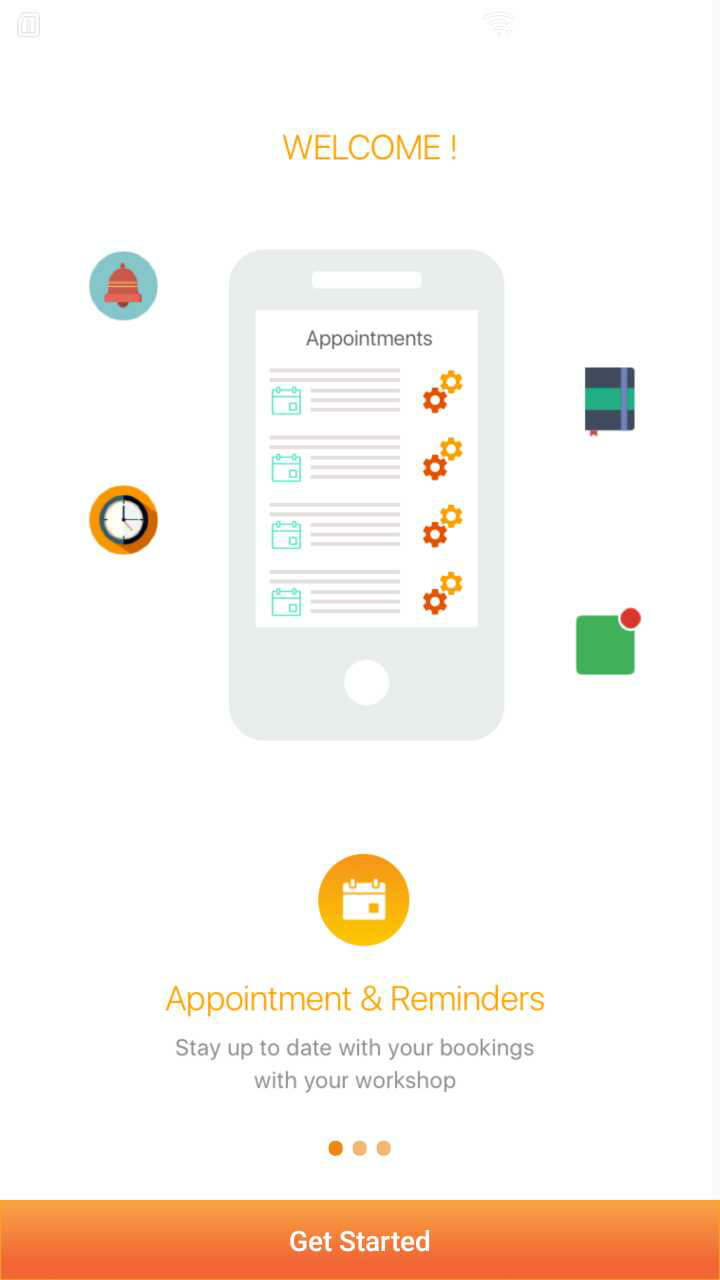 WELCOME !
Appointments
Appointment & Reminders
Stay up to date with your bookings
with your workshop
Get Started